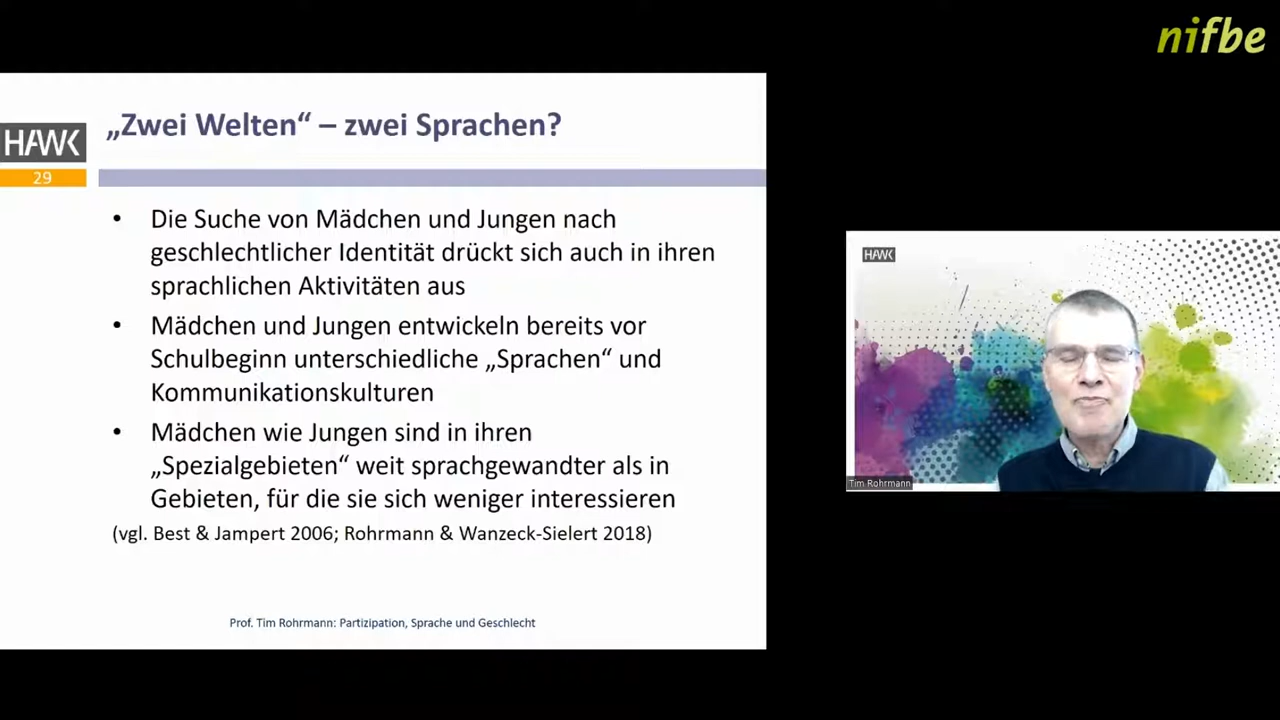 nifbe
„Zwei Welten“ – zwei Sprachen?
HAWK
29
• Die Suche von Mädchen und Jungen nach
geschlechtlicher Identität drückt sich auch in ihren
sprachlichen Aktivitäten aus
• Mädchen und Jungen entwickeln bereits vor
Schulbeginn unterschiedliche „Sprachen“ und
Kommunikationskulturen
• Mädchen wie Jungen sind in ihren
„Spezialgebieten“ weit sprachgewandter als in
Gebieten, für die sie sich weniger interessieren
(vgl. Best & Jampert 2006; Rohrmann & Wanzeck-Sielert 2018)
Prof. Tim Rohrmann: Partizipation, Sprache und Geschlecht
HAWK
Tim Rohrmann